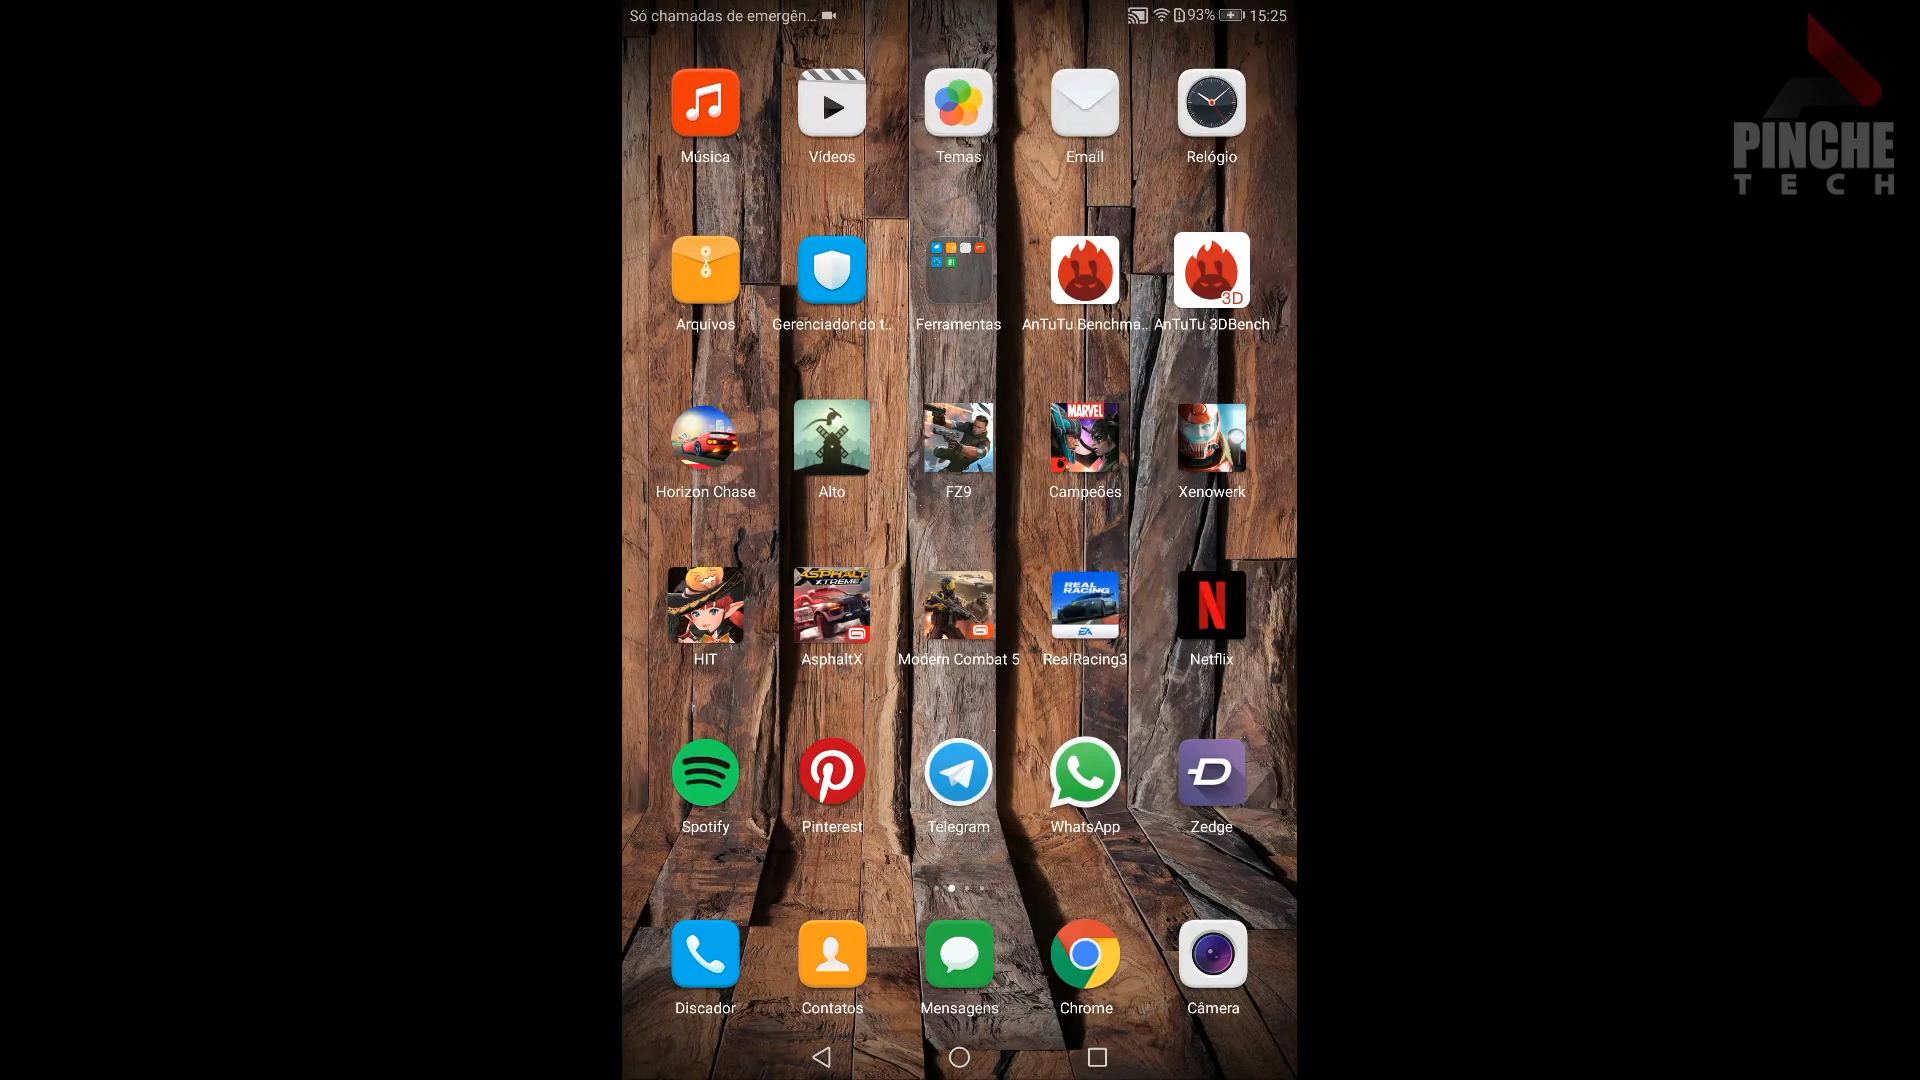 Só chamadas de emergên... 93% 15:25
PINCHE
TECH
Música Vídeos Temas Email Relógio
3D
Arquivos Gerenciador do t.. Ferramentas AnTuTu Benchma.. AnTuTu 3DBench
MARVEL
Horizon Chase Alto FZ9 Campeões Xenowerk
ASPHALT
XTREME
REAL
RACING
EA
N
HIT AsphaltX Modern Combat 5 RealRacing3 Netflix
Spotify Pinterest Telegram WhatsApp Zedge
Discador Contatos Mensagens Chrome Câmera